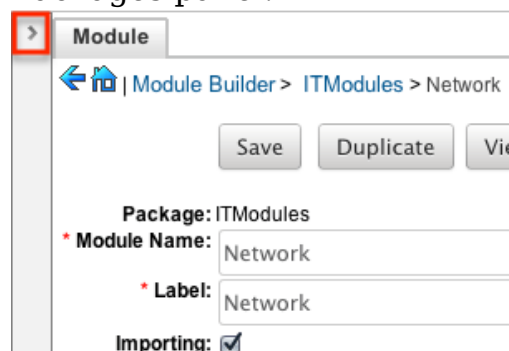 Module
| Module Builder > ITModules > Network
Save Duplicate
Package: ITModules
* Module Name: Network
* Label: Network
Importing: